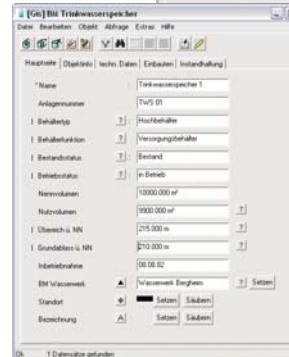 [Gis] BM Trinkwasserspeicher
Datei Bearbeiten Objekt Abfrage Extras Hilfe
Hauptseite Objektinfo techn. Daten Einbauten Instandhaltung
*Name : Trinkwasserspeicher 1
Anlagennummer TWS 01
Behältertyp ? : Hochbehälter
Behälterfunktion ? : Versorgungsbehälter
Bestandsstatus ? : Bestand
Betriebsstatus ? : in Betrieb
Nennvolumen 10000.000 m³
Nutzvolumen 9900.000 m³ ?
Übereich ü. NN 215.000 m ?
Grundablass ü. NN 210.000 m ?
Inbetriebnahme 08.08.82
BM Wasserwerk Wasserwerk Bergheim ? Setzen
Standort Setzen Säubern
Bezeichnung A Setzen Säubern
Ok 1 Datensätze gefunden